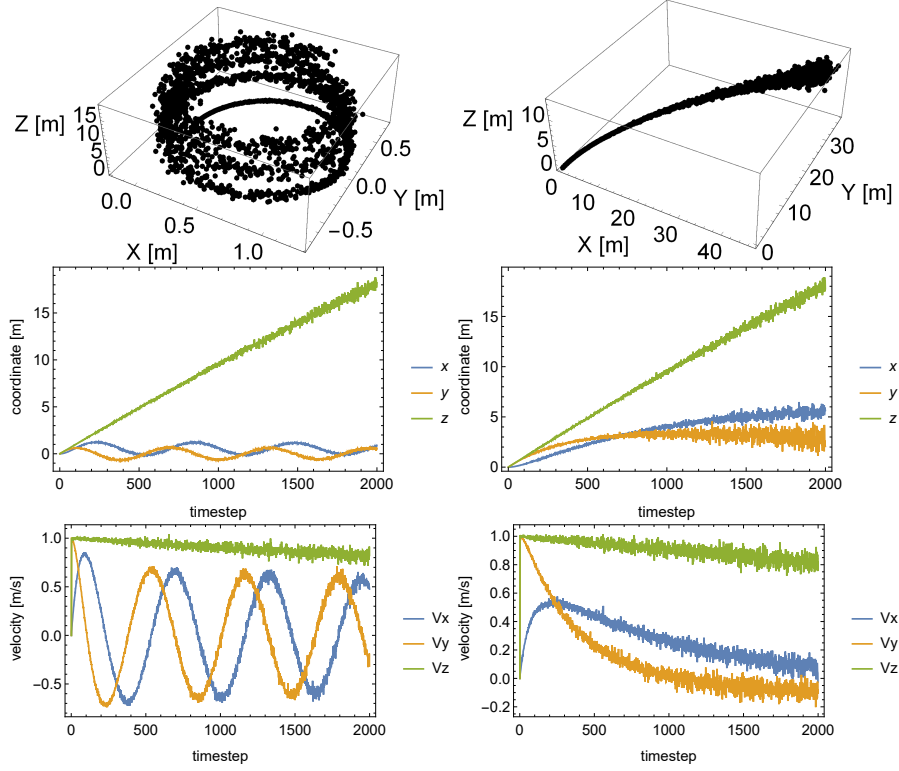 Z [m]
15
10
5
0
0.0
0.5
1.0
X [m]
−0.5
0.0
0.5
Y [m]
Z [m]
10
5
0
0
10
20
30
40
X [m]
0
10
20
30
Y [m]
coordinate [m]
15
10
5
0
0
500
1000
1500
2000
timestep
x
y
z
coordinate [m]
15
10
5
0
0
500
1000
1500
2000
timestep
x
y
z
velocity [m/s]
1.0
0.5
0.0
−0.5
0
500
1000
1500
2000
timestep
Vx
Vy
Vz
velocity [m/s]
1.0
0.8
0.6
0.4
0.2
0.0
−0.2
0
500
1000
1500
2000
timestep
Vx
Vy
Vz